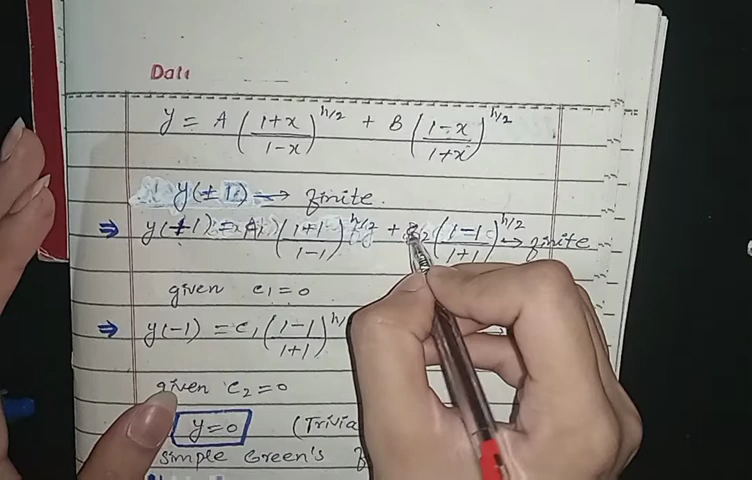 Date
y = A ( 1+x / 1-x )^h/2 + B ( 1-x / 1+x )^h/2
y(±1) → finite.
⇒ y(+1) = A ( 1+1 / 1-1 )^h/2 + ( 1-1 / 1+1 )^h/2 → finite
given c₁ = 0
⇒ y(-1) = c₁ ( 1-1 / 1+1 )^h/
given c₂ = 0
y=0 (Trivia
simple Green's